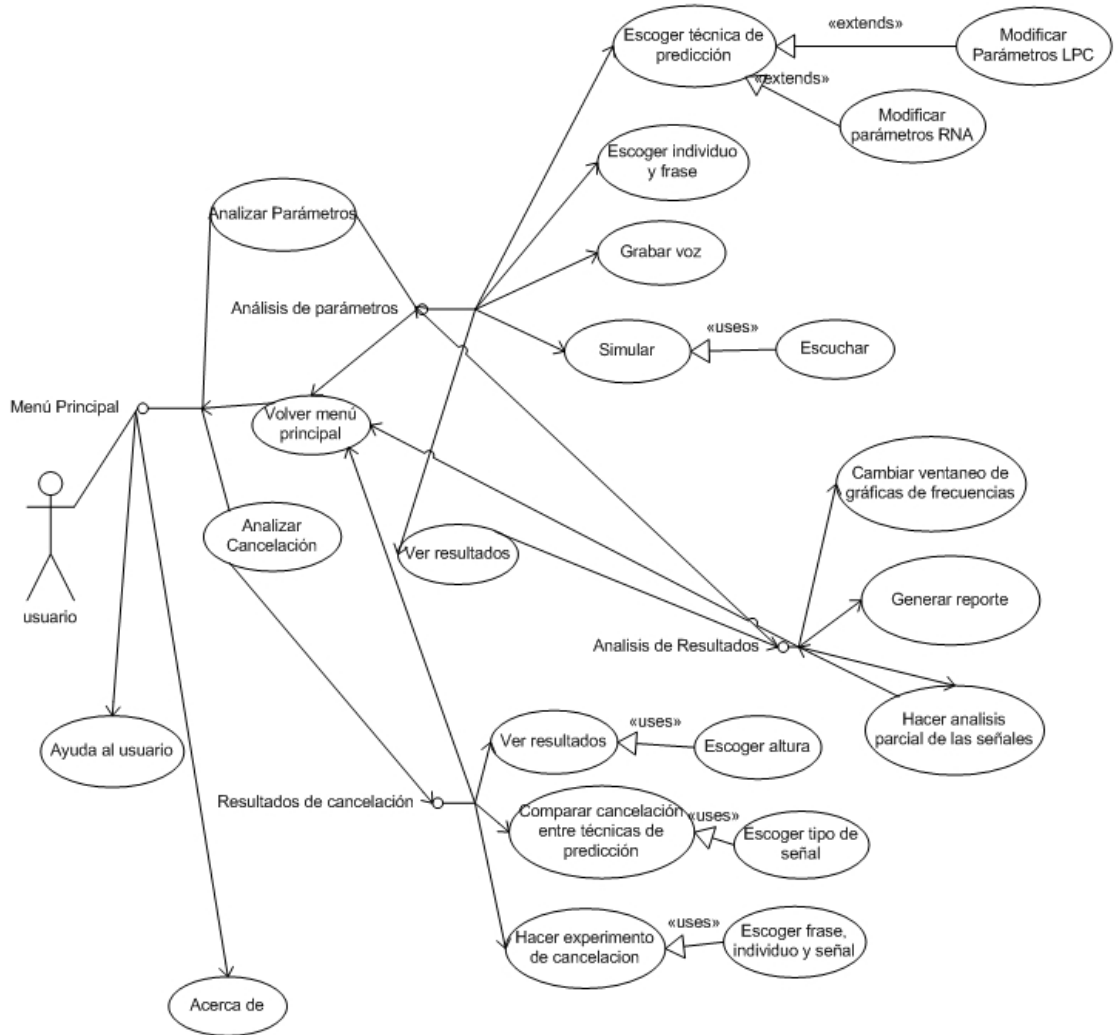 Escoger técnica de
predicción
«extends»
Modificar
Parámetros LPC
«extends»
Modificar
parámetros RNA
Escoger individuo
y frase
Analizar Parámetros
Grabar voz
Análisis de parámetros
Simular
«uses»
Escuchar
Menú Principal
Volver menú
principal
Cambiar ventaneo de
gráficas de frecuencias
Analizar
Cancelación
Ver resultados
Generar reporte
usuario
Analisis de Resultados
Hacer analisis
parcial de las señales
Ayuda al usuario
Ver resultados
«uses»
Escoger altura
Resultados de cancelación
Comparar cancelación
entre técnicas de
predicción
«uses»
Escoger tipo de
señal
Hacer experimento
de cancelacion
«uses»
Escoger frase,
individuo y señal
Acerca de